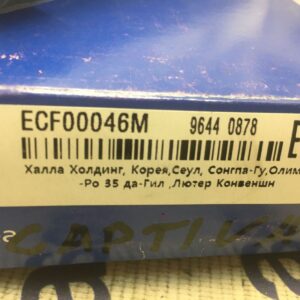 ECF00046M 9644 0878 E
Халла Холдинг, Корея,Сеул, Сонгпа-Гу,Олим
-Ро 35 да-Гил ,Лютер Конвеншн